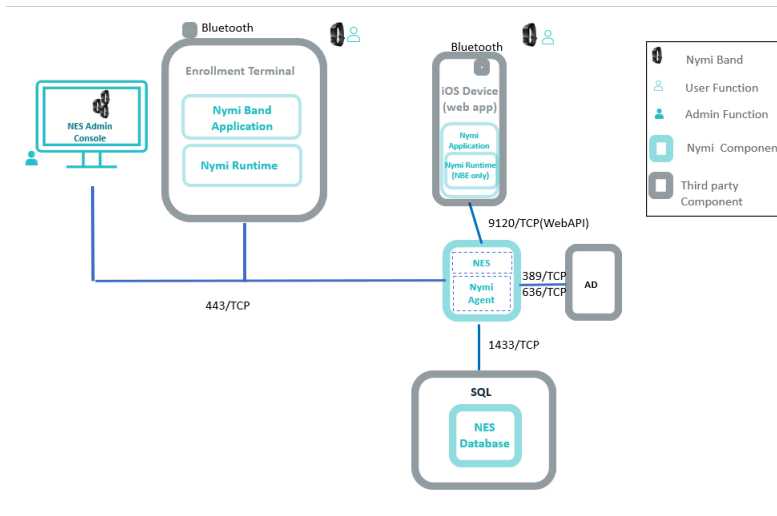 Bluetooth
Enrollment Terminal
Nymi Band
Application
Nymi Runtime
NES Admin
Console
Bluetooth
iOS Device
(web app)
Nymi
Application
Nymi Runtime
(NBE only)
Nymi Band
User Function
Admin Function
Nymi Component
Third party
Component
9120/TCP(WebAPI)
NES
Nymi
Agent
389/TCP
636/TCP
AD
443/TCP
1433/TCP
SQL
NES
Database